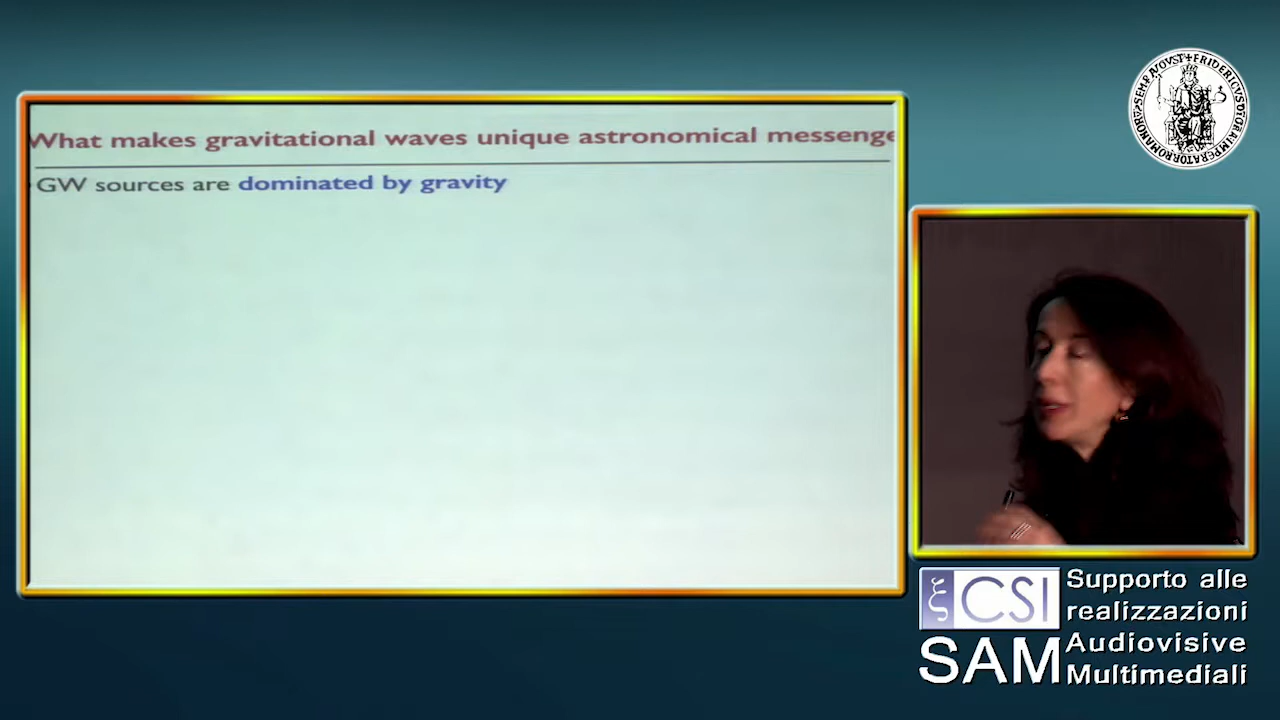 What makes gravitational waves unique astronomical messenge
GW sources are dominated by gravity
CSI
SAM
Supporto alle
realizzazioni
Audiovisive
Multimediali